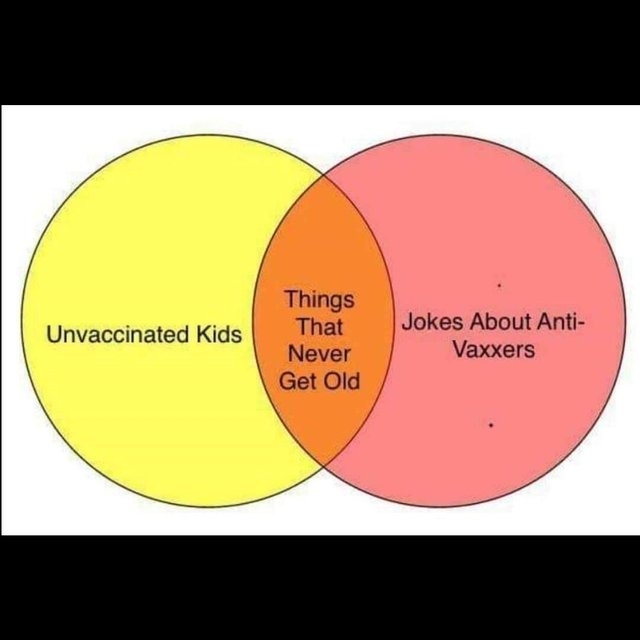 Unvaccinated Kids
Things
That
Never
Get Old
Jokes About Anti-
Vaxxers